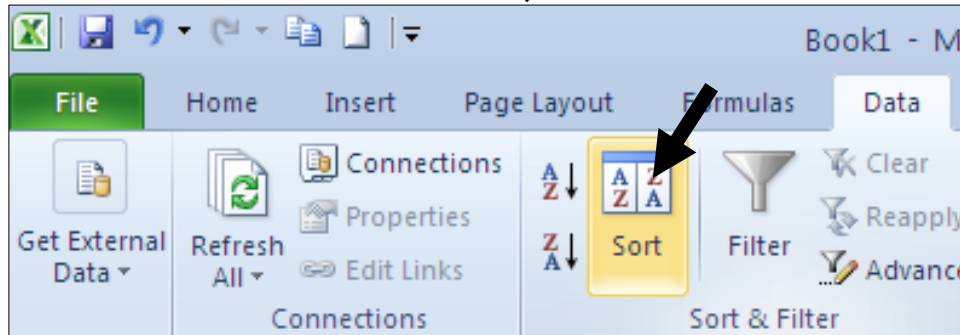 Book1 - M
File Home Insert Page Layout Formulas Data
Connections
Properties
Edit Links
Get External Data
Refresh All
Sort
Filter
Clear
Reapply
Advance
Connections
Sort & Filter